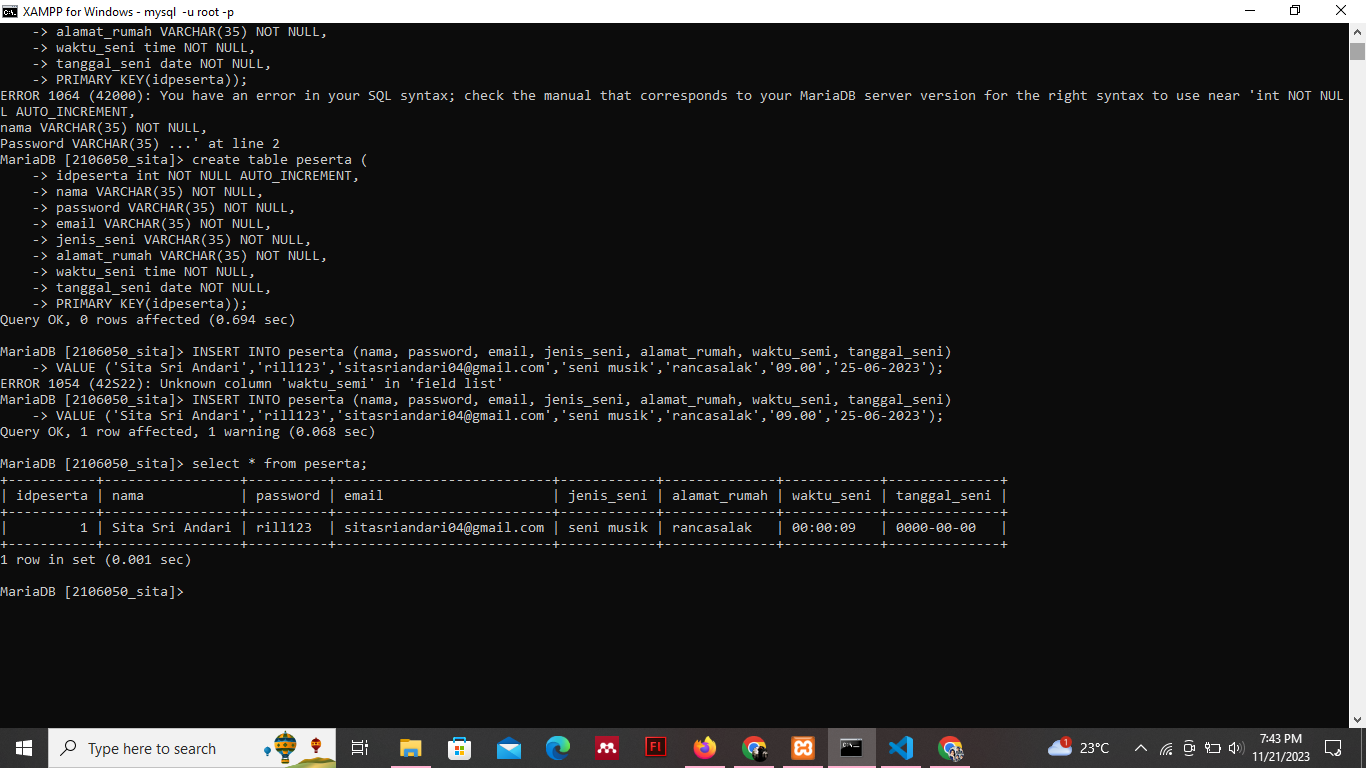 XAMPP for Windows - mysql -u root -p
    -> alamat_rumah VARCHAR(35) NOT NULL,
    -> waktu_seni time NOT NULL,
    -> tanggal_seni date NOT NULL,
    -> PRIMARY KEY(idpeserta));
ERROR 1064 (42000): You have an error in your SQL syntax; check the manual that corresponds to your MariaDB server version for the right syntax to use near 'int NOT NUL
L AUTO_INCREMENT,
nama VARCHAR(35) NOT NULL,
Password VARCHAR(35) ...' at line 2
MariaDB [2106050_sita]> create table peserta (
    -> idpeserta int NOT NULL AUTO_INCREMENT,
    -> nama VARCHAR(35) NOT NULL,
    -> password VARCHAR(35) NOT NULL,
    -> email VARCHAR(35) NOT NULL,
    -> jenis_seni VARCHAR(35) NOT NULL,
    -> alamat_rumah VARCHAR(35) NOT NULL,
    -> waktu_seni time NOT NULL,
    -> tanggal_seni date NOT NULL,
    -> PRIMARY KEY(idpeserta));
Query OK, 0 rows affected (0.694 sec)
MariaDB [2106050_sita]> INSERT INTO peserta (nama, password, email, jenis_seni, alamat_rumah, waktu_semi, tanggal_seni)
    -> VALUE ('Sita Sri Andari','rill123','sitasriandari04@gmail.com','seni musik','rancasalak','09.00','25-06-2023');
ERROR 1054 (42S22): Unknown column 'waktu_semi' in 'field list'
MariaDB [2106050_sita]> INSERT INTO peserta (nama, password, email, jenis_seni, alamat_rumah, waktu_seni, tanggal_seni)
    -> VALUE ('Sita Sri Andari','rill123','sitasriandari04@gmail.com','seni musik','rancasalak','09.00','25-06-2023');
Query OK, 1 row affected, 1 warning (0.068 sec)
MariaDB [2106050_sita]> select * from peserta;
+-----------+-----------------+----------+---------------------------+------------+--------------+------------+--------------+
| idpeserta | nama            | password | email                     | jenis_seni | alamat_rumah | waktu_seni | tanggal_seni |
+-----------+-----------------+----------+---------------------------+------------+--------------+------------+--------------+
|         1 | Sita Sri Andari | rill123  | sitasriandari04@gmail.com | seni musik | rancasalak   | 00:00:09   | 0000-00-00   |
+-----------+-----------------+----------+---------------------------+------------+--------------+------------+--------------+
1 row in set (0.001 sec)
MariaDB [2106050_sita]>
Type here to search
Fl
1
23°C
7:43 PM
11/21/2023